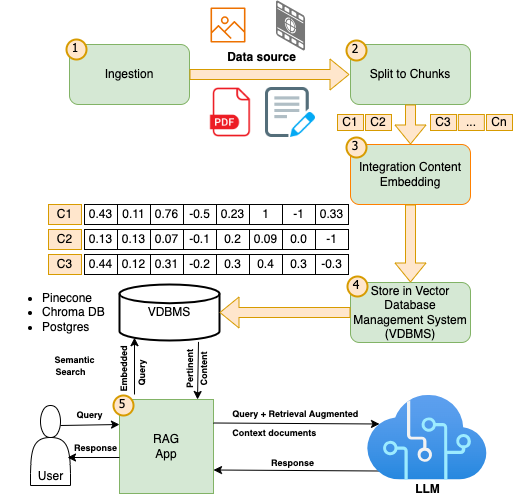 1
Ingestion
Data source
2
Split to Chunks
PDF
C1 C2 C3 ... Cn
3
Integration Content
Embedding
C1 0.43 0.11 0.76 -0.5 0.23 1 -1 0.33
C2 0.13 0.13 0.07 -0.1 0.2 0.09 0.0 -1
C3 0.44 0.12 0.31 -0.2 0.3 0.4 0.3 -0.3
4
Store in Vector
Database
Management System
(VDBMS)
• Pinecone
• Chroma DB
• Postgres
VDBMS
Semantic
Search
Embedded
Query
Pertinent
Content
5
RAG
App
Query
Response
User
Query + Retrieval Augmented
Context documents
Response
LLM